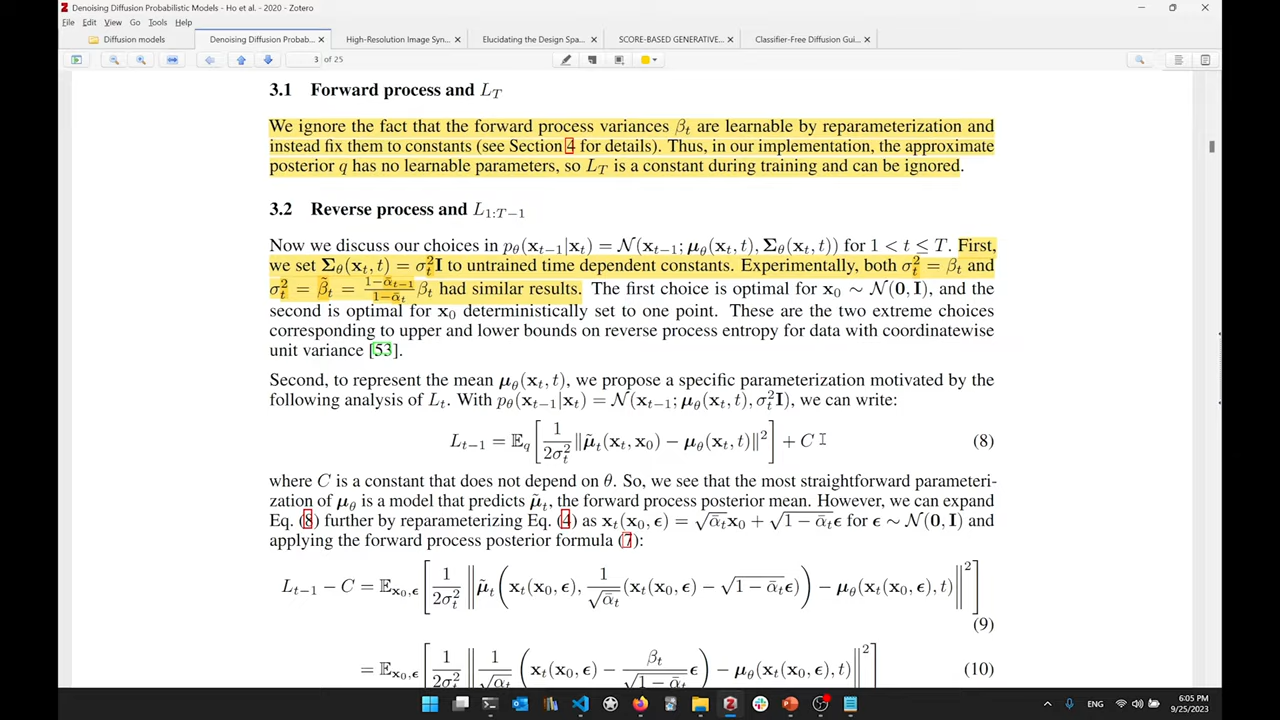 Denoising Diffusion Probabilistic Models - Ho et al. - 2020 - Zotero
File Edit View Go Tools Help
Diffusion models
Denoising Diffusion Probab...
High-Resolution Image Syn...
Elucidating the Design Spa...
SCORE-BASED GENERATIVE...
Classifier-Free Diffusion Gui...
3 of 25
3.1 Forward process and L_T
We ignore the fact that the forward process variances β_t are learnable by reparameterization and
instead fix them to constants (see Section 4 for details). Thus, in our implementation, the approximate
posterior q has no learnable parameters, so L_T is a constant during training and can be ignored.
3.2 Reverse process and L_{1:T−1}
Now we discuss our choices in p_θ(x_{t−1}|x_t) = N(x_{t−1}; μ_θ(x_t, t), Σ_θ(x_t, t)) for 1 < t ≤ T. First,
we set Σ_θ(x_t, t) = σ_t^2 I to untrained time dependent constants. Experimentally, both σ_t^2 = β_t and
σ_t^2 = β̃_t = \frac{1−ᾱ_{t−1}}{1−ᾱ_t} β_t had similar results. The first choice is optimal for x_0 ∼ N(0, I), and the
second is optimal for x_0 deterministically set to one point. These are the two extreme choices
corresponding to upper and lower bounds on reverse process entropy for data with coordinatewise
unit variance [53].
Second, to represent the mean μ_θ(x_t, t), we propose a specific parameterization motivated by the
following analysis of L_t. With p_θ(x_{t−1}|x_t) = N(x_{t−1}; μ_θ(x_t, t), σ_t^2 I), we can write:
L_{t−1} = E_q [ \frac{1}{2σ_t^2} ‖μ̃_t(x_t, x_0) − μ_θ(x_t, t)‖^2 ] + C (8)
where C is a constant that does not depend on θ. So, we see that the most straightforward parameteri-
zation of μ_θ is a model that predicts μ̃_t, the forward process posterior mean. However, we can expand
Eq. (8) further by reparameterizing Eq. (4) as x_t(x_0, ϵ) = √ᾱ_t x_0 + √(1 − ᾱ_t) ϵ for ϵ ∼ N(0, I) and
applying the forward process posterior formula (7):
L_{t−1} − C = E_{x_0,ϵ} [ \frac{1}{2σ_t^2} ‖ μ̃_t ( x_t(x_0, ϵ), \frac{1}{√ᾱ_t} (x_t(x_0, ϵ) − √(1 − ᾱ_t) ϵ) ) − μ_θ(x_t(x_0, ϵ), t) ‖^2 ]
(9)
= E_{x_0,ϵ} [ \frac{1}{2σ_t^2} ‖ \frac{1}{√α_t} ( x_t(x_0, ϵ) − \frac{β_t}{√(1 − ᾱ_t)} ϵ ) − μ_θ(x_t(x_0, ϵ), t) ‖^2 ] (10)
ENG
6:05 PM
9/25/2023